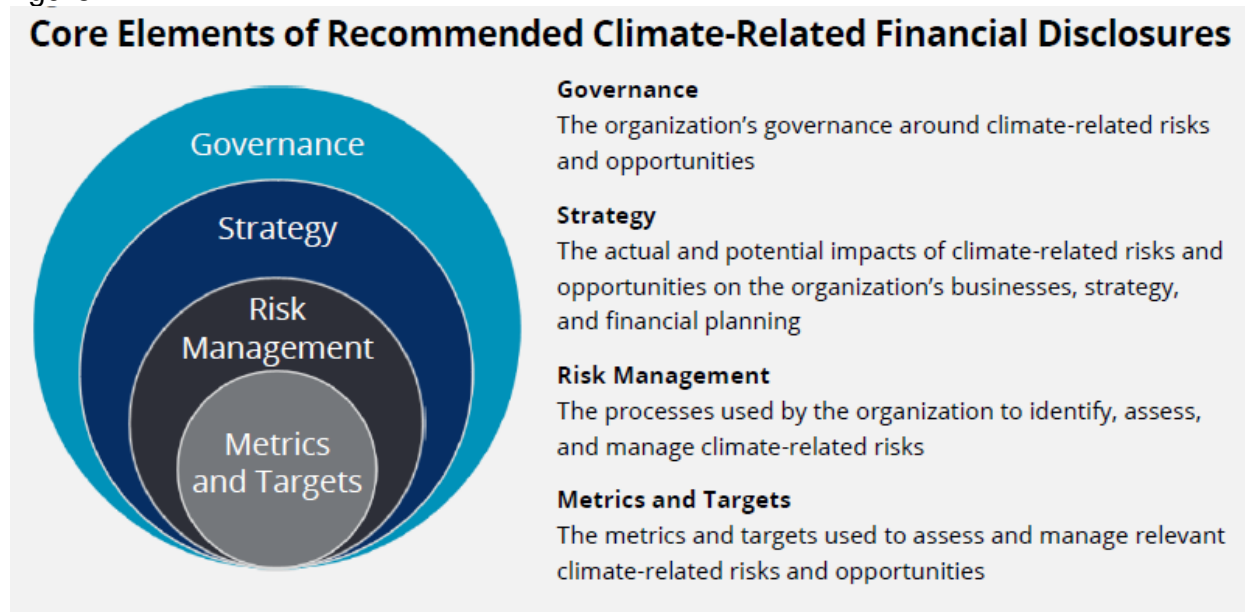 Core Elements of Recommended Climate-Related Financial Disclosures
Governance
Strategy
Risk
Management
Metrics
and Targets
Governance
The organization's governance around climate-related risks
and opportunities
Strategy
The actual and potential impacts of climate-related risks and
opportunities on the organization's businesses, strategy,
and financial planning
Risk Management
The processes used by the organization to identify, assess,
and manage climate-related risks
Metrics and Targets
The metrics and targets used to assess and manage relevant
climate-related risks and opportunities